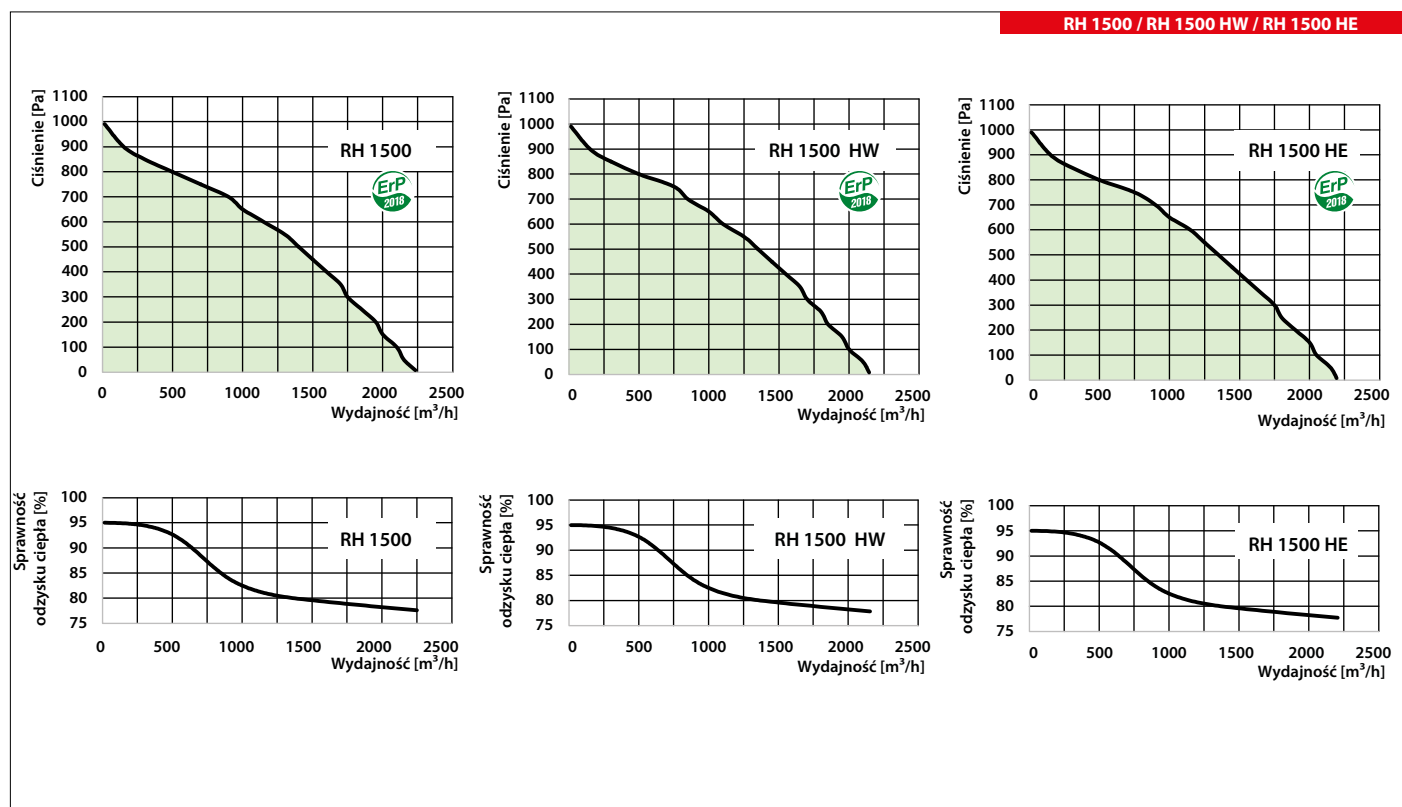 RH 1500 / RH 1500 HW / RH 1500 HE
Ciśnienie [Pa]
1100
1000
900
800
700
600
500
400
300
200
100
0
RH 1500
ErP
2018
0 500 1000 1500 2000 2500
Wydajność [m³/h]
Ciśnienie [Pa]
1100
1000
900
800
700
600
500
400
300
200
100
0
RH 1500 HW
ErP
2018
0 500 1000 1500 2000 2500
Wydajność [m³/h]
Ciśnienie [Pa]
1100
1000
900
800
700
600
500
400
300
200
100
0
RH 1500 HE
ErP
2018
0 500 1000 1500 2000 2500
Wydajność [m³/h]
Sprawność
odzysku ciepła [%]
100
95
90
85
80
75
RH 1500
0 500 1000 1500 2000 2500
Wydajność [m³/h]
Sprawność
odzysku ciepła [%]
100
95
90
85
80
75
RH 1500 HW
0 500 1000 1500 2000 2500
Wydajność [m³/h]
Sprawność
odzysku ciepła [%]
100
95
90
85
80
75
RH 1500 HE
0 500 1000 1500 2000 2500
Wydajność [m³/h]